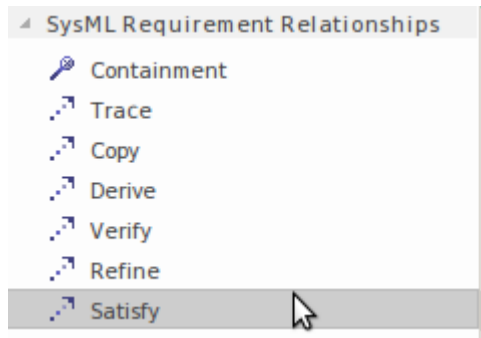 SysML Requirement Relationships
Containment
Trace
Copy
Derive
Verify
Refine
Satisfy